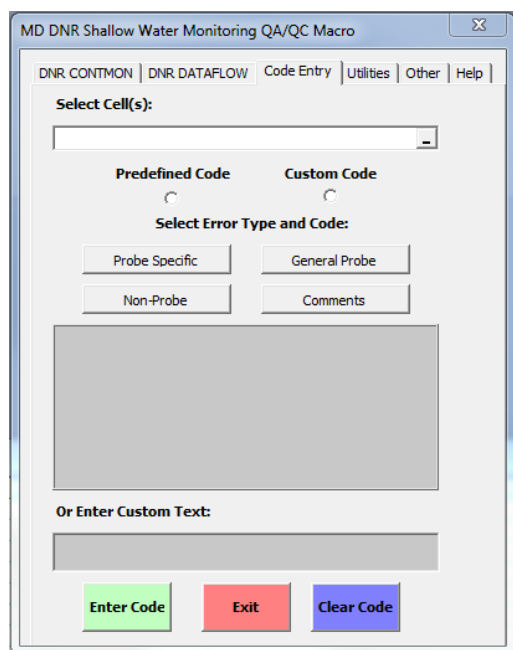 MD DNR Shallow Water Monitoring QA/QC Macro
DNR CONTMON DNR DATAFLOW Code Entry Utilities Other Help
Select Cell(s):
Predefined Code Custom Code
Select Error Type and Code:
Probe Specific General Probe
Non-Probe Comments
Or Enter Custom Text:
Enter Code Exit Clear Code